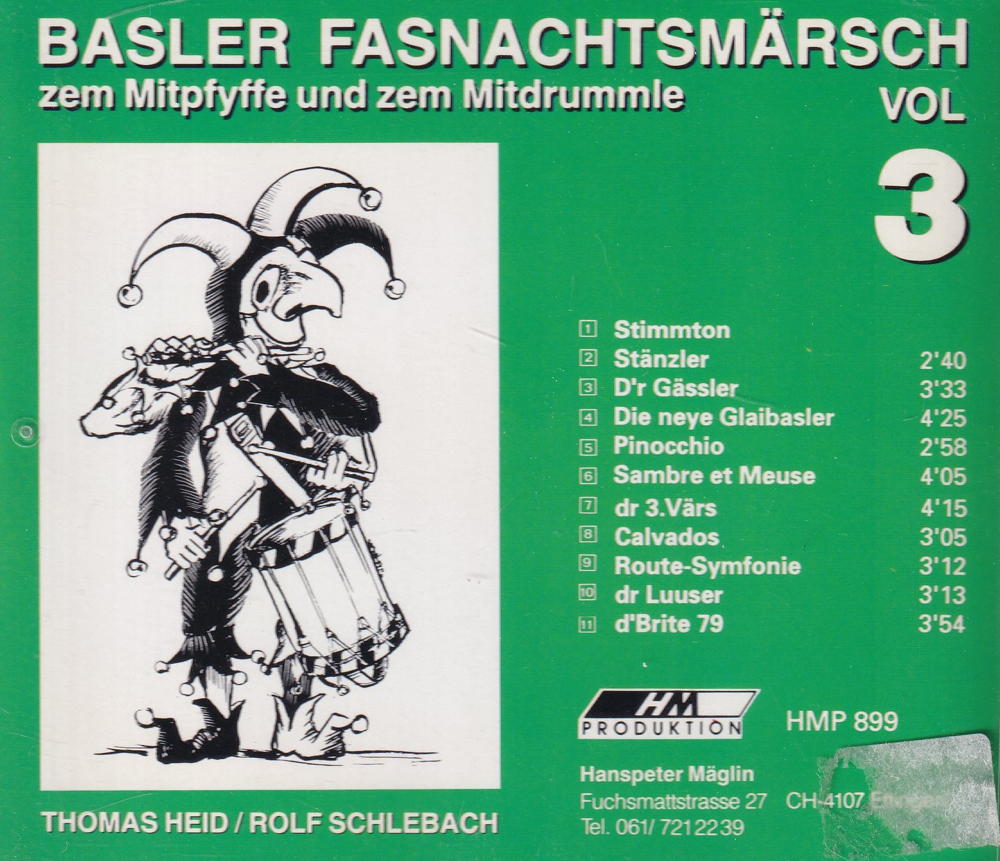 BASLER FASNACHTSMÄRSCH
zem Mitpfyffe und zem Mitdrummle
VOL
3
1 Stimmton
2 Stänzler 2'40
3 D'r Gässler 3'33
4 Die neye Glaibasler 4'25
5 Pinocchio 2'58
6 Sambre et Meuse 4'05
7 dr 3.Värs 4'15
8 Calvados 3'05
9 Route-Symfonie 3'12
10 dr Luuser 3'13
11 d'Brite 79 3'54
HM
PRODUKTION
HMP 899
Hanspeter Mäglin
Fuchsmattstrasse 27 CH-4107 Ettingen
Tel. 061/ 721 22 39
THOMAS HEID / ROLF SCHLEBACH